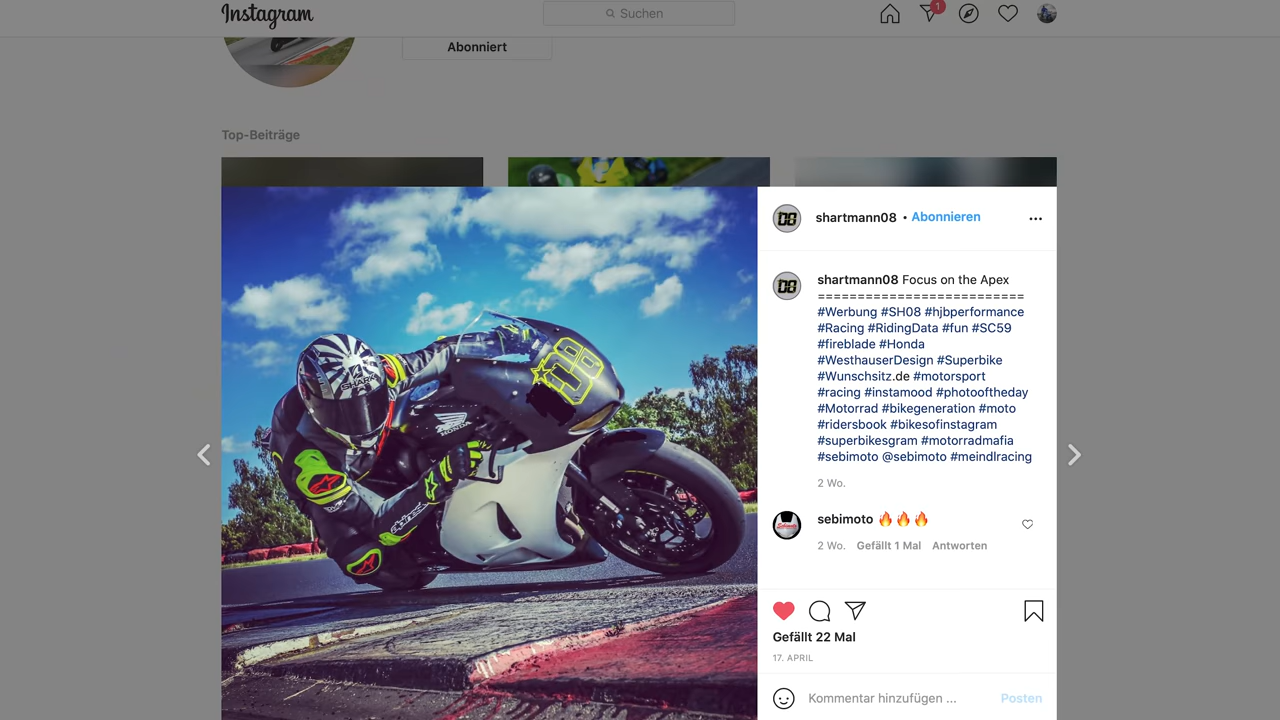 Instagram
Suchen
1
Abonniert
Top-Beiträge
shartmann08 • Abonnieren
shartmann08 Focus on the Apex
==========================
#Werbung #SH08 #hjbperformance
#Racing #RidingData #fun #SC59
#fireblade #Honda
#WesthauserDesign #Superbike
#Wunschsitz.de #motorsport
#racing #instamood #photooftheday
#Motorrad #bikegeneration #moto
#ridersbook #bikesofinstagram
#superbikesgram #motorradmafia
#sebimoto @sebimoto #meindlracing
2 Wo.
sebimoto 🔥🔥🔥
2 Wo. Gefällt 1 Mal Antworten
Gefällt 22 Mal
17. APRIL
Kommentar hinzufügen ...
Posten
SHARK
HONDA
08